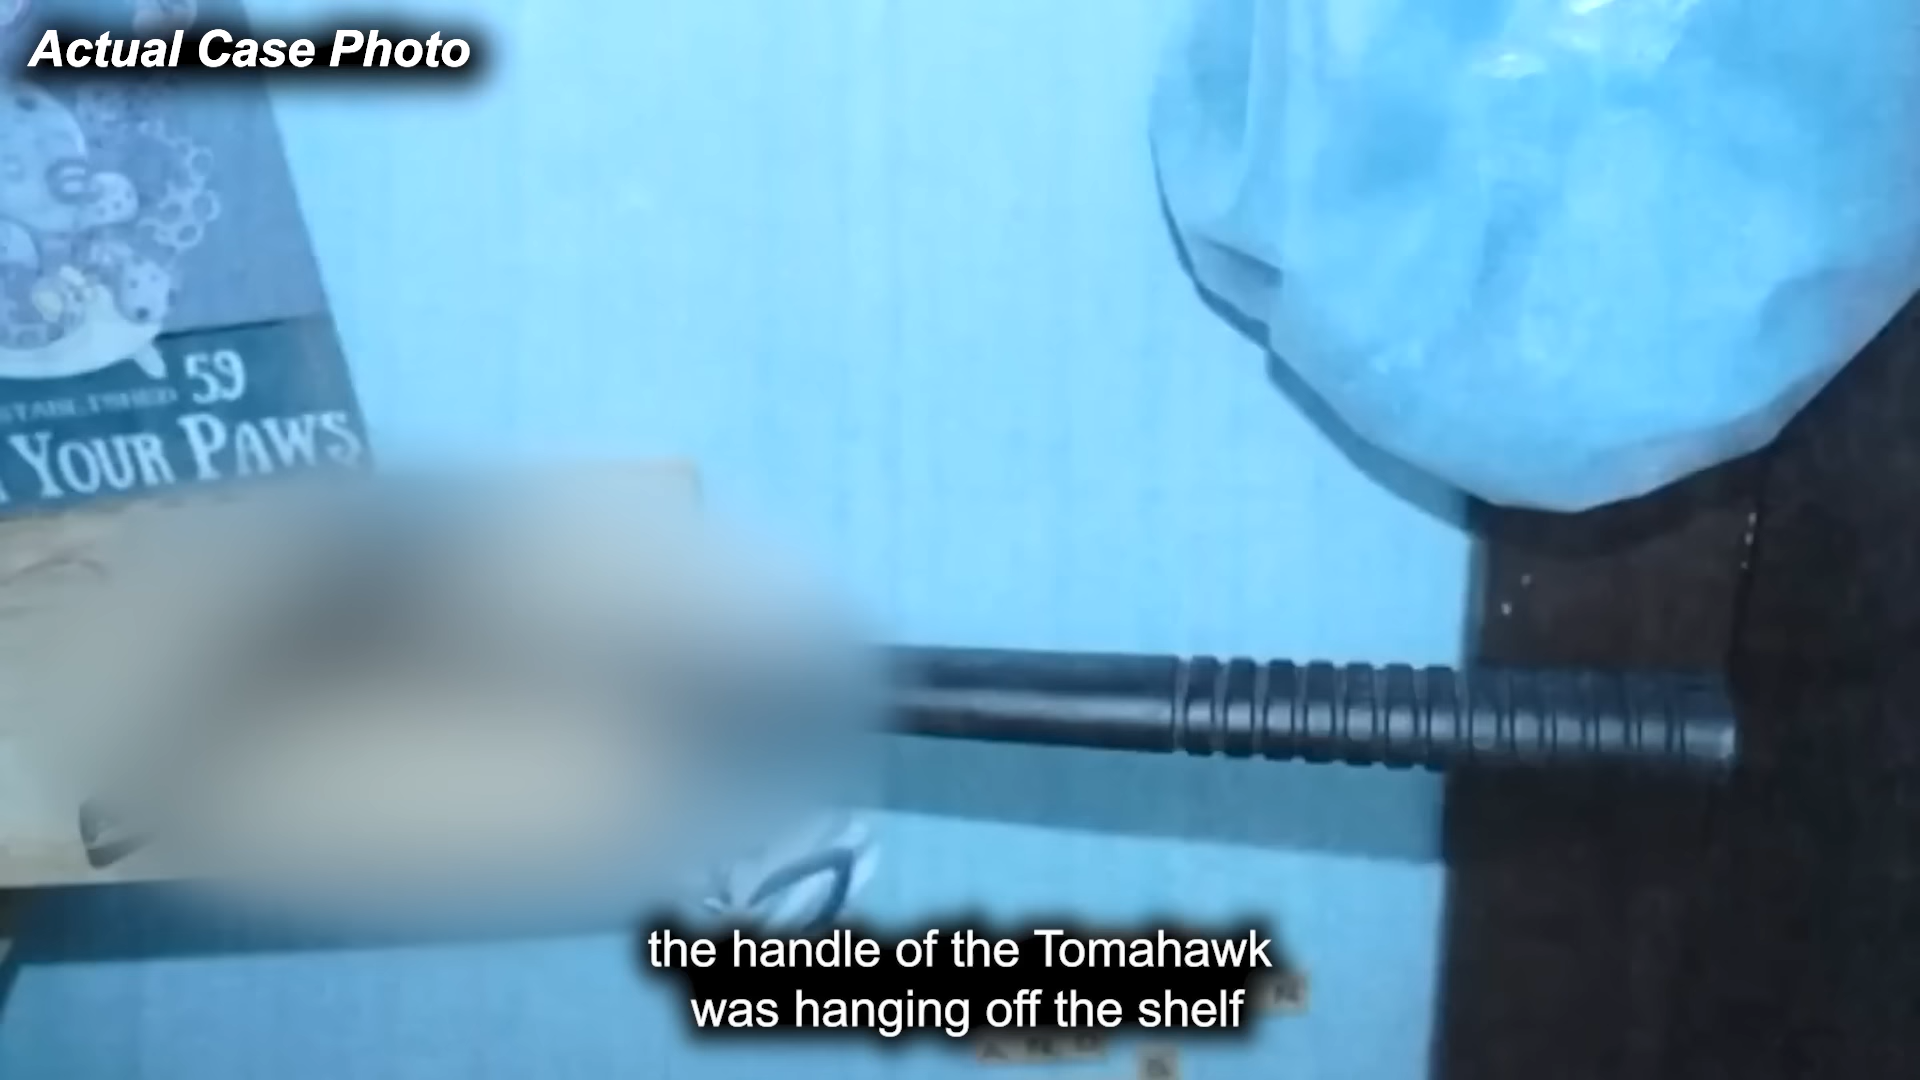 Actual Case Photo
59
YOUR PAWS
the handle of the Tomahawk
was hanging off the shelf